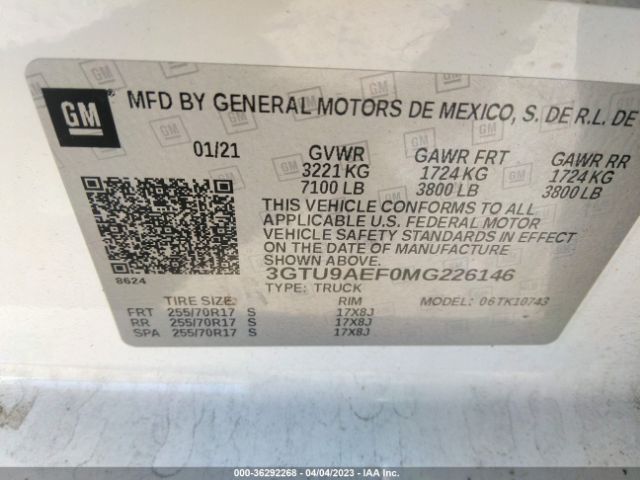 GM
MFD BY GENERAL MOTORS DE MEXICO, S. DE R.L. DE
01/21 GVWR GAWR FRT GAWR RR
3221 KG 1724 KG 1724 KG
7100 LB 3800 LB 3800 LB
THIS VEHICLE CONFORMS TO ALL
APPLICABLE U.S. FEDERAL MOTOR
VEHICLE SAFETY STANDARDS IN EFFECT
ON THE DATE OF MANUFACTURE
SHOWN ABOVE.
8624
3GTU9AEF0MG226146
TYPE: TRUCK MODEL: 06TK10743
TIRE SIZE: RIM
FRT 255/70R17 S 17X8J
RR 255/70R17 S 17X8J
SPA 255/70R17 S 17X8J
000-36292268 - 04/04/2023 - IAA Inc.